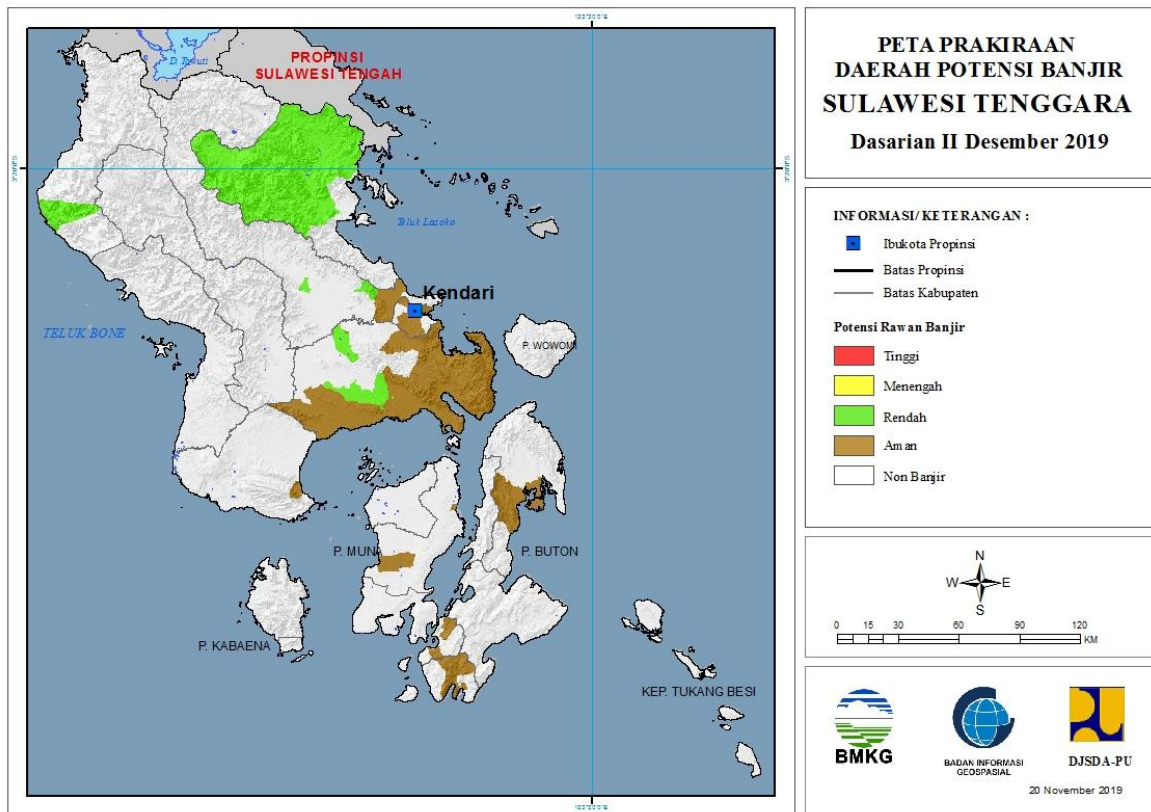 PROPINSI
SULAWESI TENGAH
Kendari
TELUK BONE
P. WOWONI
P. MUNA
P. BUTON
P. KABAENA
KEP. TUKANG BESI
PETA PRAKIRAAN
DAERAH POTENSI BANJIR
SULAWESI TENGGARA
Dasarian II Desember 2019
INFORMASI/ KETERANGAN :
Ibukota Propinsi
Batas Propinsi
Batas Kabupaten
Potensi Rawan Banjir
Tinggi
Menengah
Rendah
Aman
Non Banjir
N
W E
S
0 15 30 60 90 120
KM
BMKG
BADAN INFORMASI
GEOSPASIAL
DJSDA-PU
20 November 2019